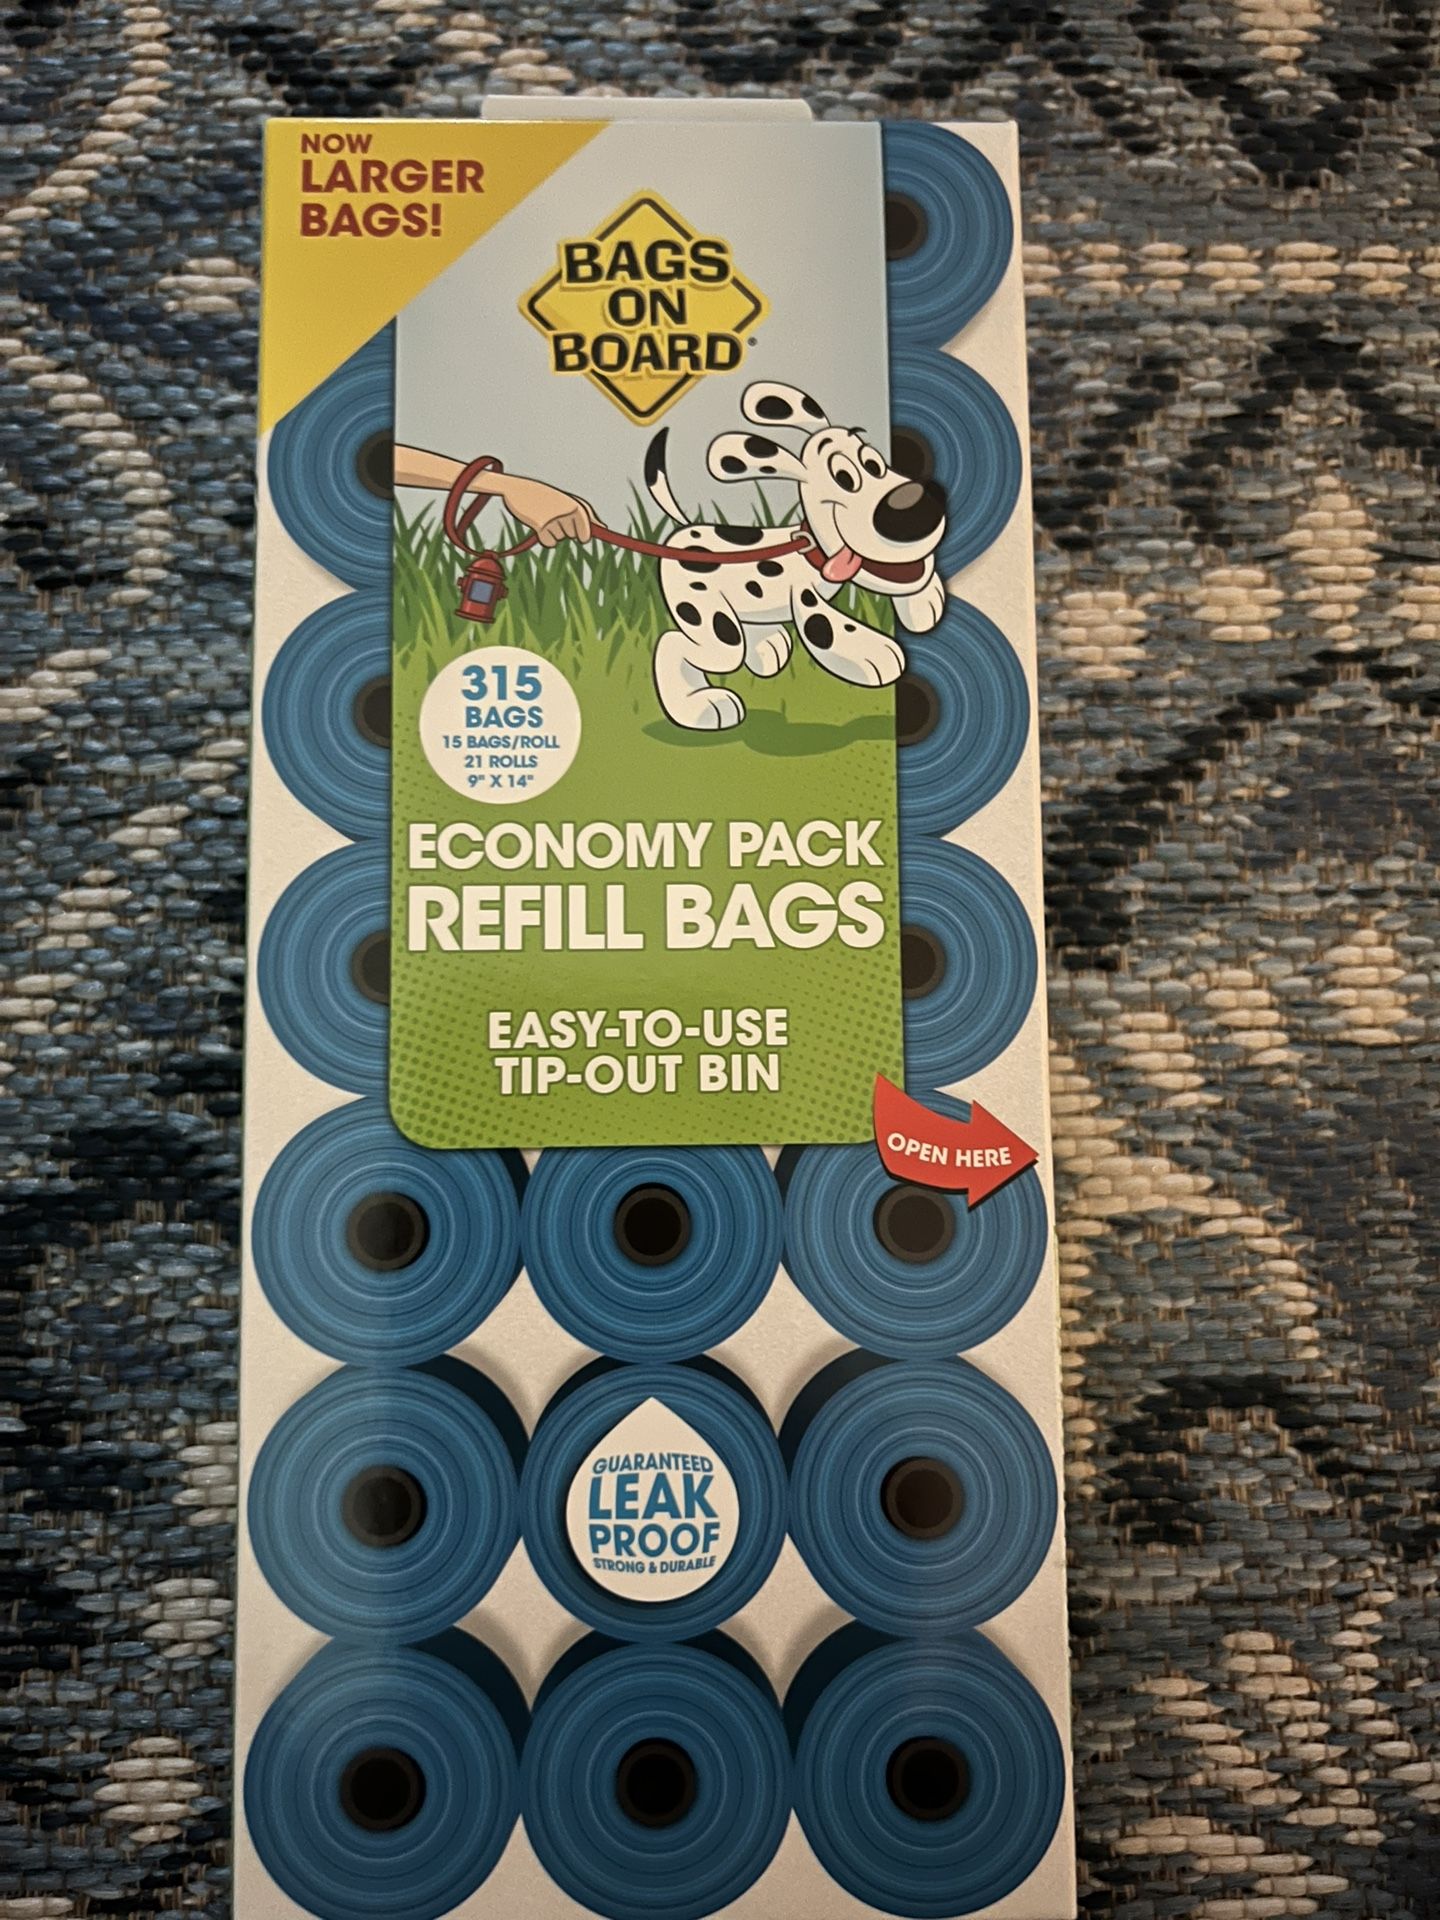 NOW
LARGER
BAGS!
BAGS
ON
BOARD®
315
BAGS
15 BAGS/ROLL
21 ROLLS
9" X 14"
ECONOMY PACK
REFILL BAGS
EASY-TO-USE
TIP-OUT BIN
OPEN HERE
GUARANTEED
LEAK
PROOF
STRONG & DURABLE